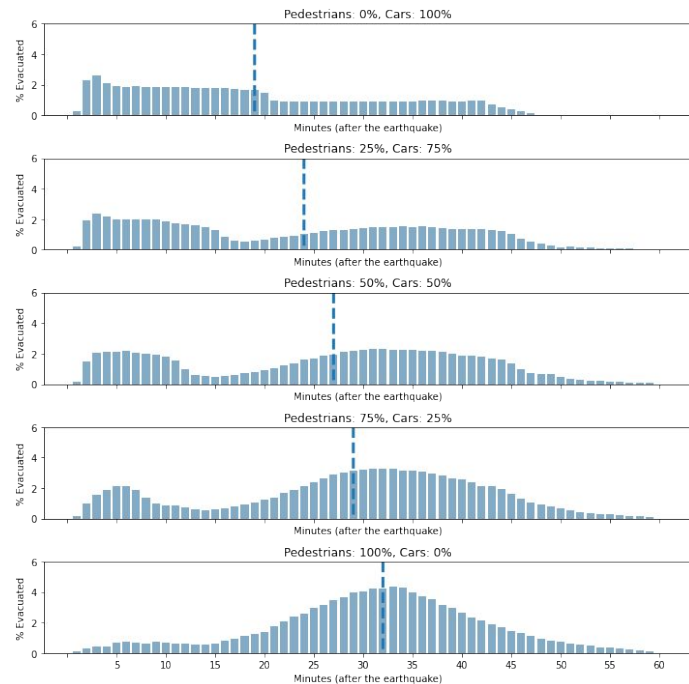 Pedestrians: 0%, Cars: 100%
6
4
2
0
% Evacuated
Minutes (after the earthquake)
Pedestrians: 25%, Cars: 75%
6
4
2
0
% Evacuated
Minutes (after the earthquake)
Pedestrians: 50%, Cars: 50%
6
4
2
0
% Evacuated
Minutes (after the earthquake)
Pedestrians: 75%, Cars: 25%
6
4
2
0
% Evacuated
Minutes (after the earthquake)
Pedestrians: 100%, Cars: 0%
6
4
2
0
% Evacuated
5 10 15 20 25 30 35 40 45 50 55 60
Minutes (after the earthquake)